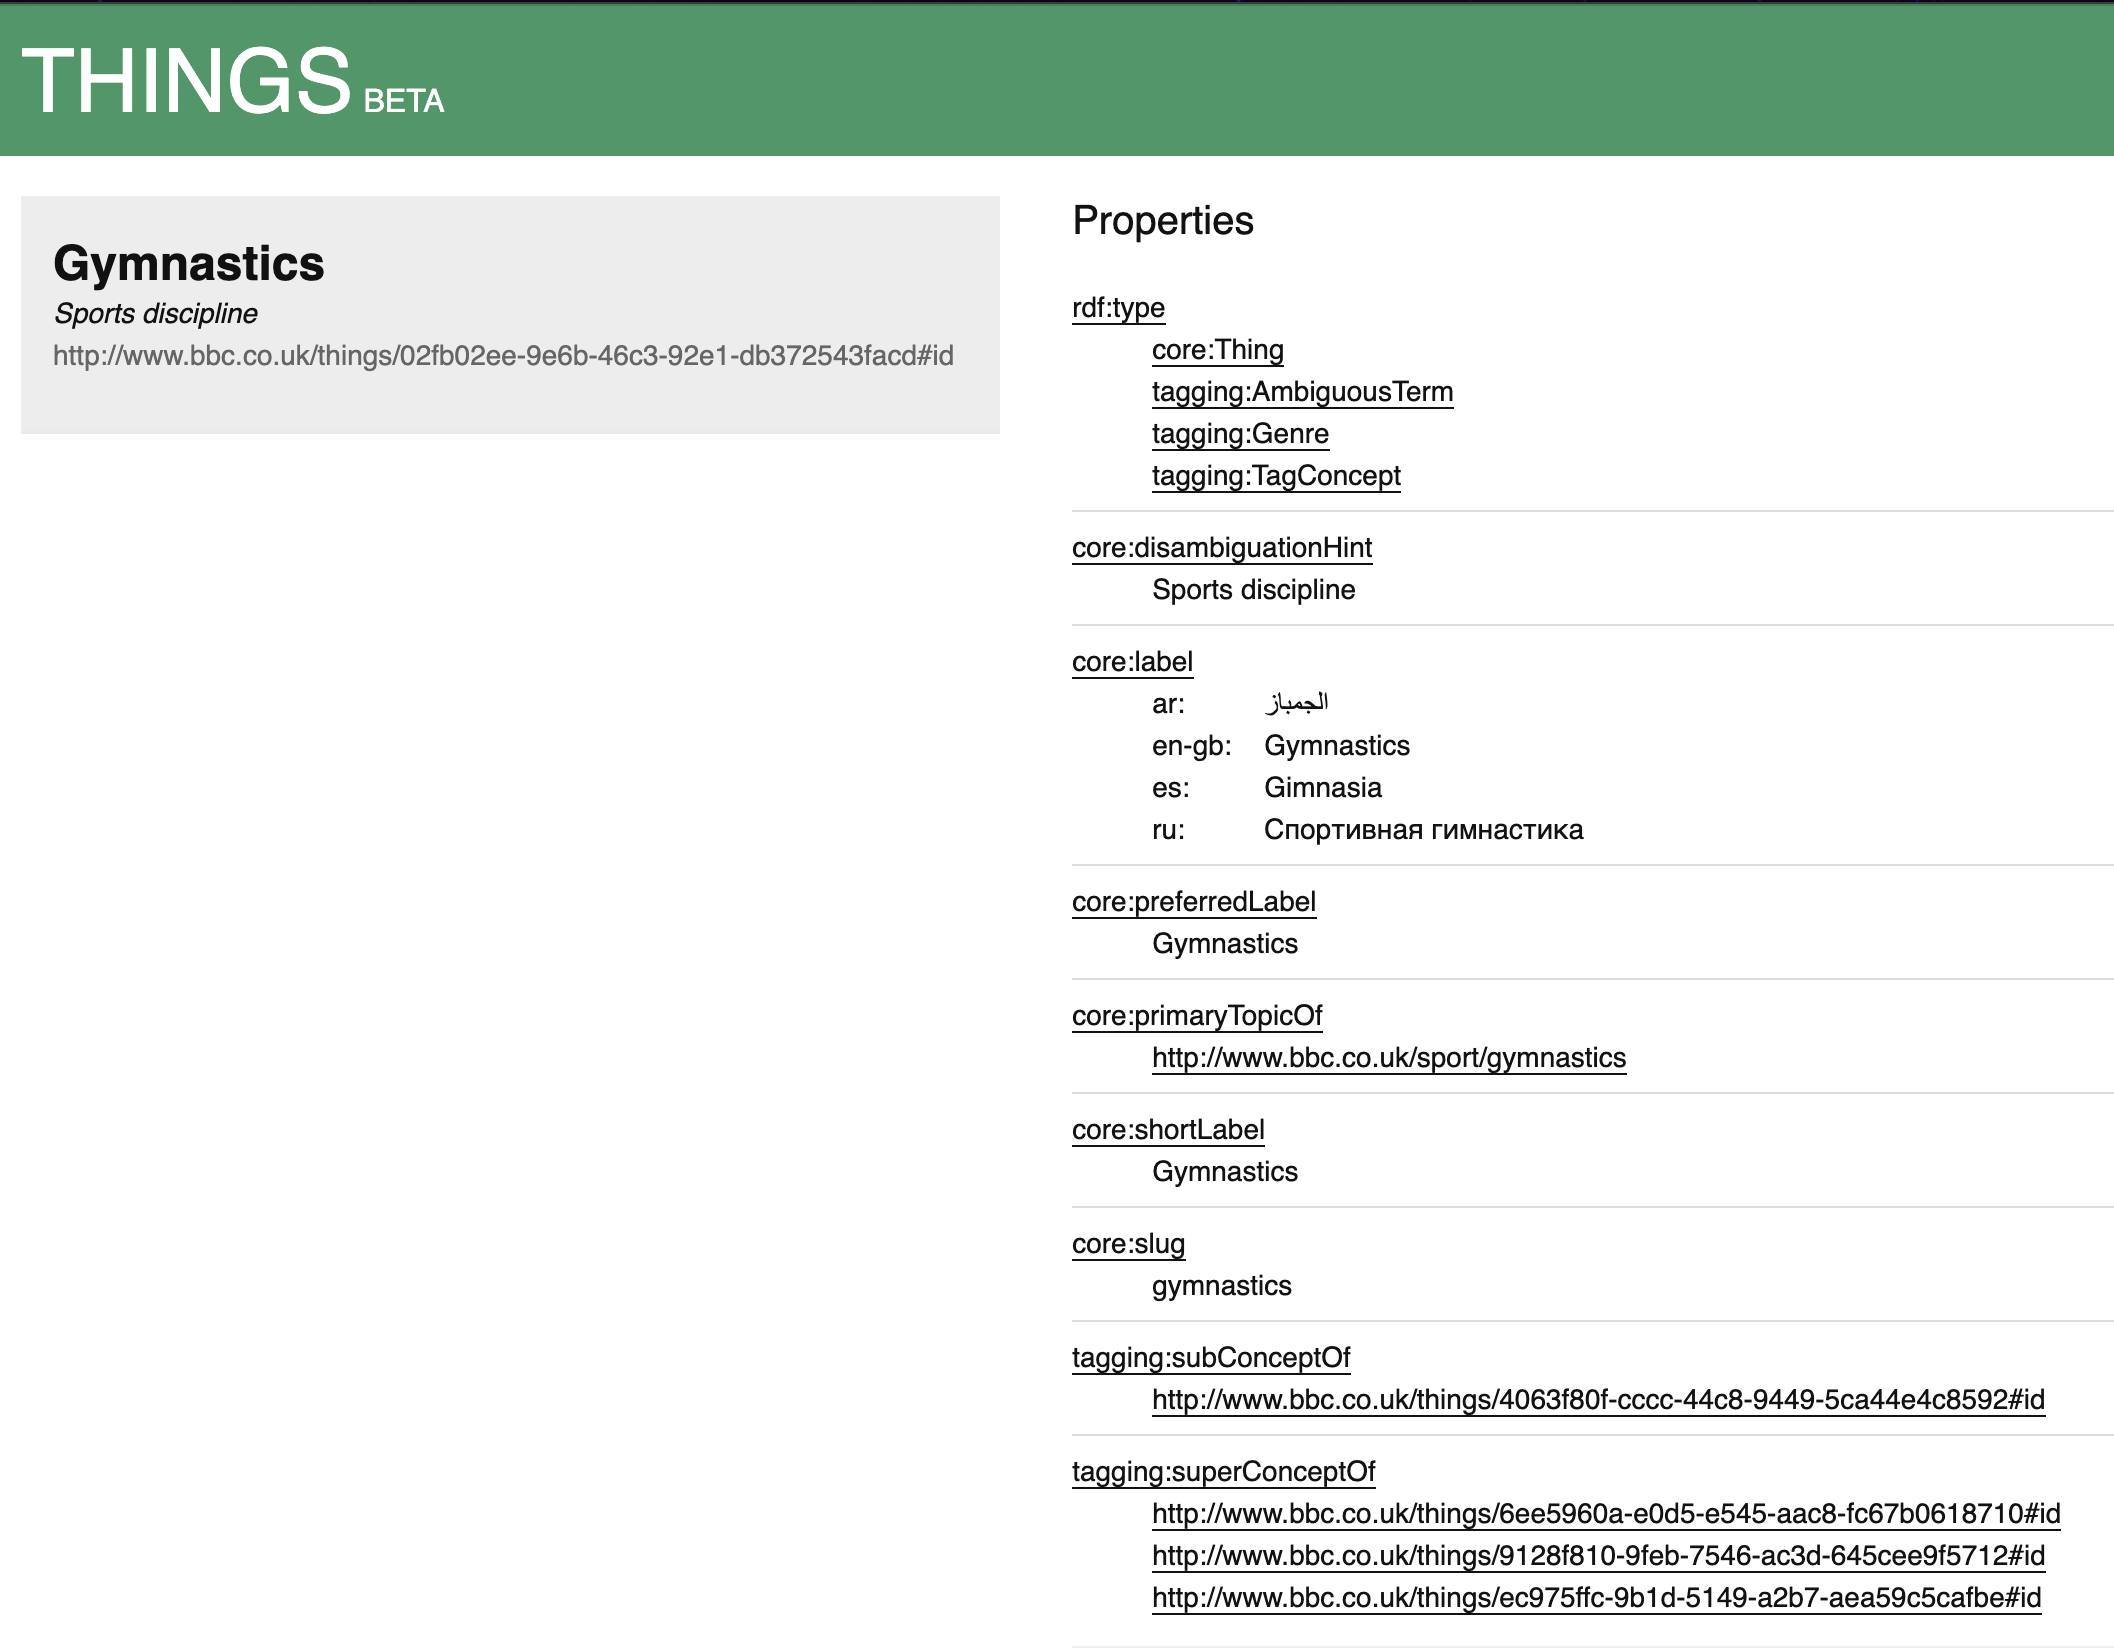 THINGS BETA
Gymnastics
Sports discipline
http://www.bbc.co.uk/things/02fb02ee-9e6b-46c3-92e1-db372543facd#id
Properties
rdf:type
core:Thing
tagging:AmbiguousTerm
tagging:Genre
tagging:TagConcept
core:disambiguationHint
Sports discipline
core:label
ar: الجمباز
en-gb: Gymnastics
es: Gimnasia
ru: Спортивная гимнастика
core:preferredLabel
Gymnastics
core:primaryTopicOf
http://www.bbc.co.uk/sport/gymnastics
core:shortLabel
Gymnastics
core:slug
gymnastics
tagging:subConceptOf
http://www.bbc.co.uk/things/4063f80f-cccc-44c8-9449-5ca44e4c8592#id
tagging:superConceptOf
http://www.bbc.co.uk/things/6ee5960a-e0d5-e545-aac8-fc67b0618710#id
http://www.bbc.co.uk/things/9128f810-9feb-7546-ac3d-645cee9f5712#id
http://www.bbc.co.uk/things/ec975ffc-9b1d-5149-a2b7-aea59c5cafbe#id